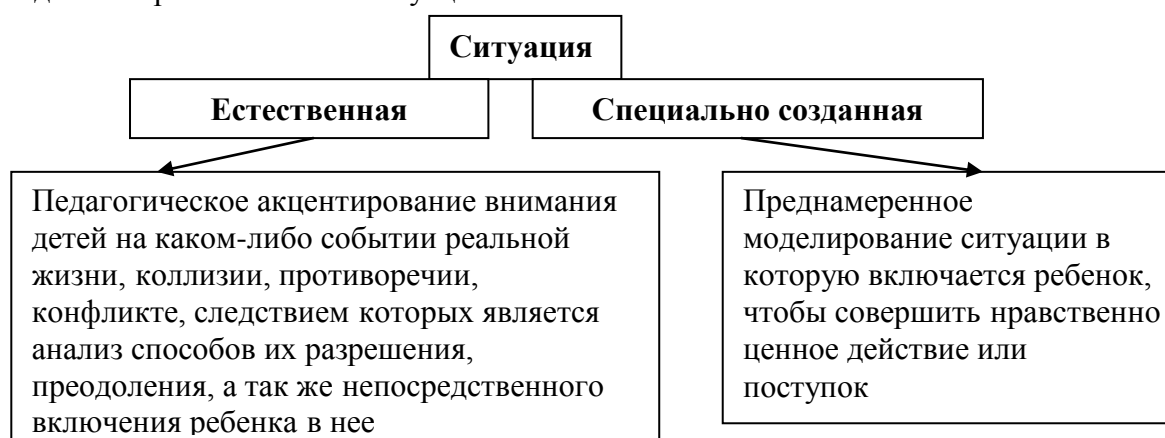 Ситуация
Естественная
Специально созданная
Педагогическое акцентирование внимания
детей на каком-либо событии реальной
жизни, коллизии, противоречии,
конфликте, следствием которых является
анализ способов их разрешения,
преодоления, а так же непосредственного
включения ребенка в нее
Преднамеренное
моделирование ситуации в
которую включается ребенок,
чтобы совершить нравственно
ценное действие или
поступок